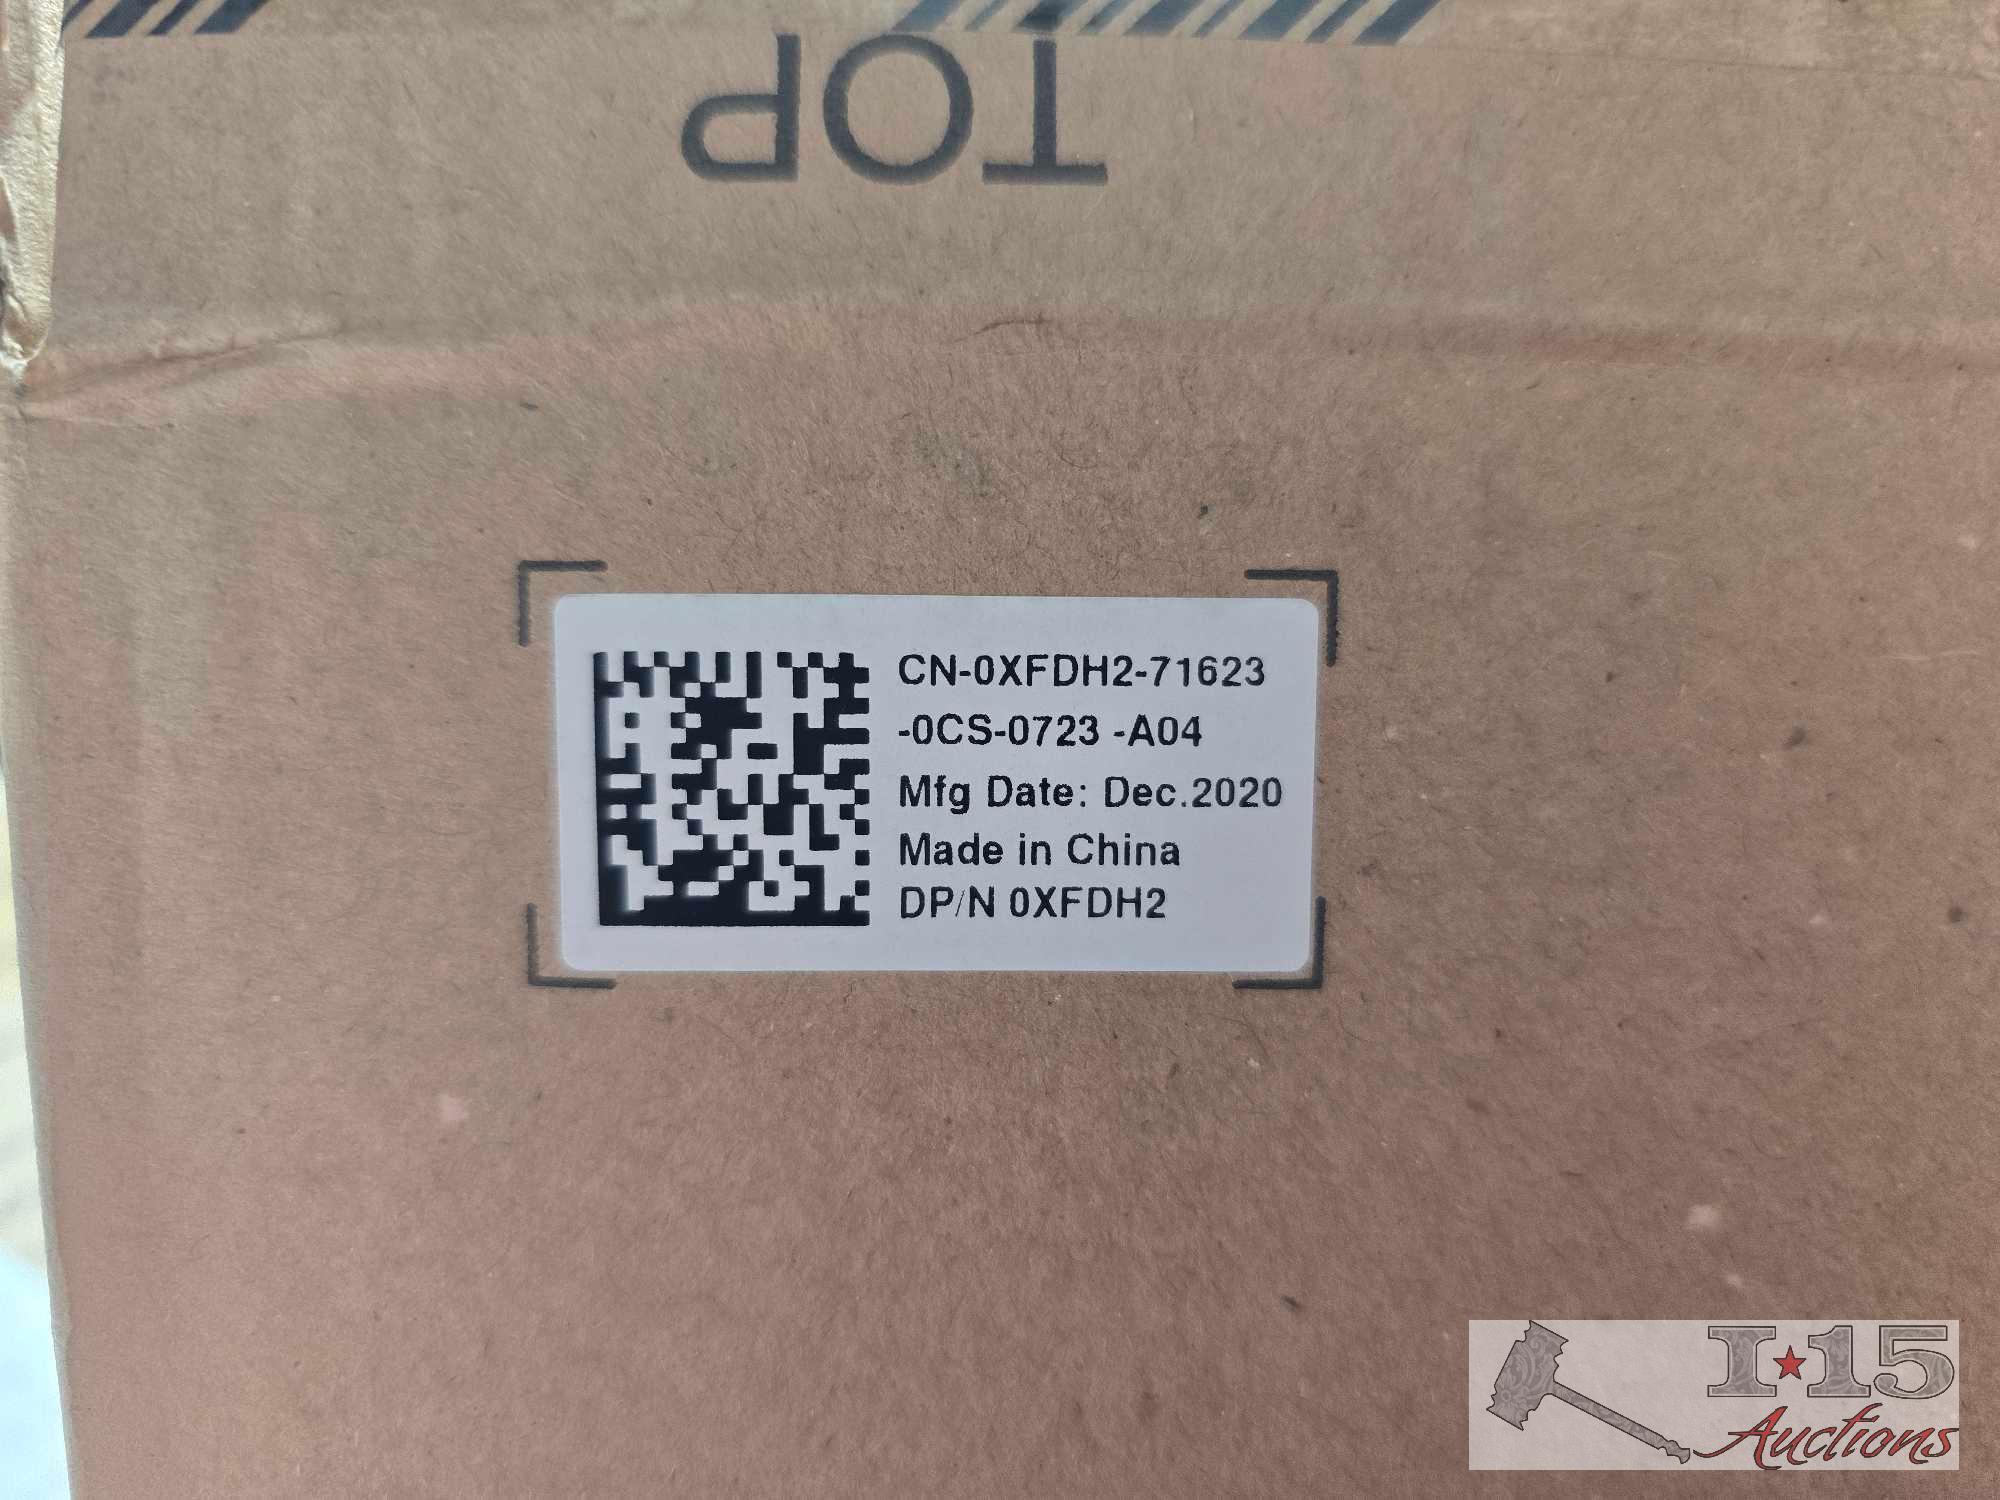 TOP
CN-0XFDH2-71623
-0CS-0723 -A04
Mfg Date: Dec.2020
Made in China
DP/N 0XFDH2
I★15
Auctions